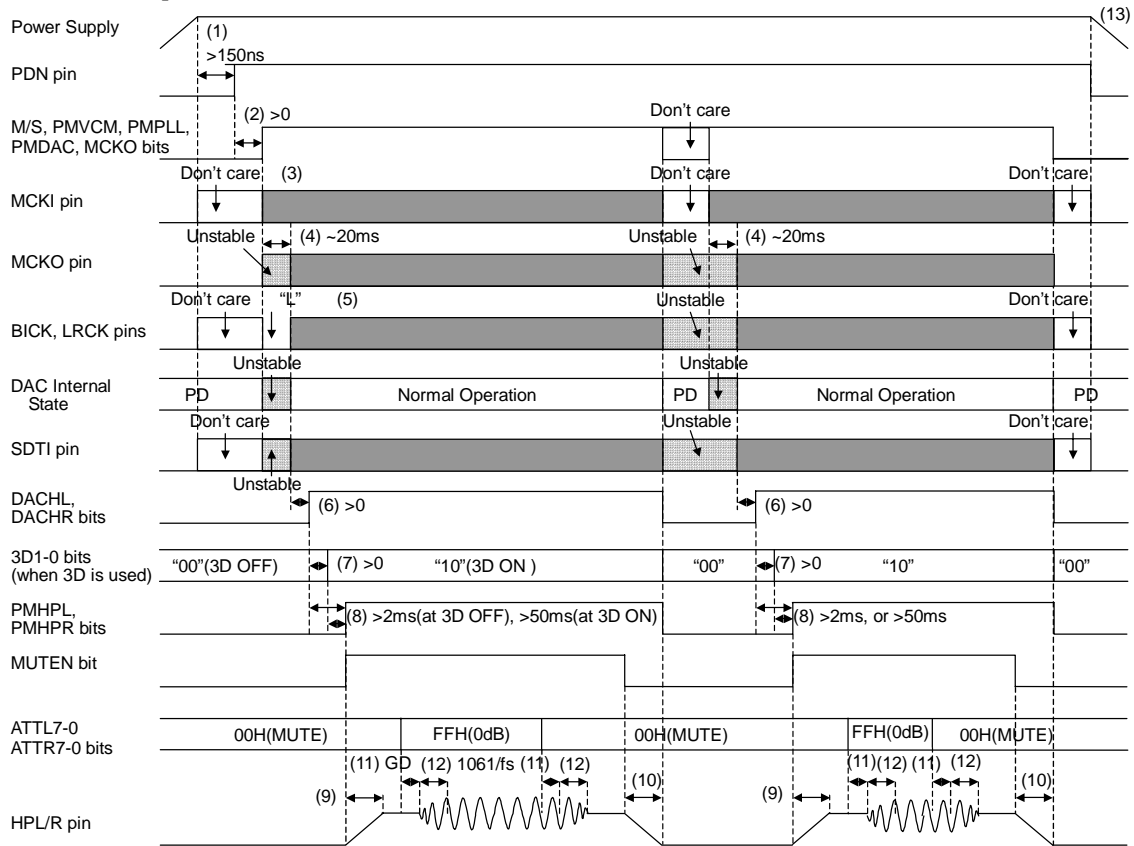 Power Supply
(1)
(13)
>150ns
PDN pin
(2) >0
Don't care
M/S, PMVCM, PMPLL,
PMDAC, MCKO bits
Don't care
(3)
Don't care
Don't care
MCKI pin
Unstable
(4) ~20ms
Unstable
(4) ~20ms
MCKO pin
Don't care
"L"
(5)
Unstable
Don't care
BICK, LRCK pins
Unstable
Unstable
DAC Internal
State
PD
Normal Operation
PD
Normal Operation
PD
Don't care
Unstable
Don't care
SDTI pin
Unstable
DACHL,
DACHR bits
(6) >0
(6) >0
3D1-0 bits
(when 3D is used)
"00"(3D OFF)
(7) >0
"10"(3D ON )
"00"
(7) >0
"10"
"00"
PMHPL,
PMHPR bits
(8) >2ms(at 3D OFF), >50ms(at 3D ON)
(8) >2ms, or >50ms
MUTEN bit
ATTL7-0
ATTR7-0 bits
00H(MUTE)
FFH(0dB)
00H(MUTE)
FFH(0dB)
00H(MUTE)
(11) GD
(12) 1061/fs
(11)
(12)
(11)
(12)
(11)
(12)
(9)
(10)
(9)
(10)
HPL/R pin